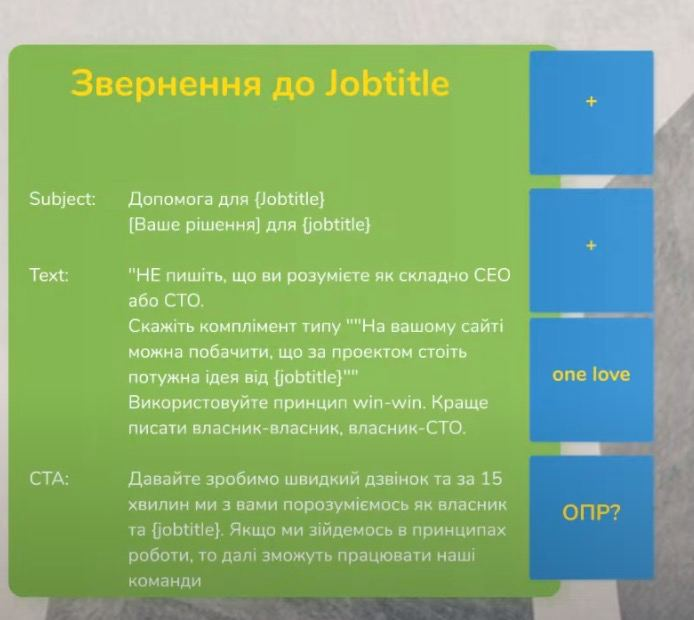 Звернення до Jobtitle
Subject:
Допомога для {Jobtitle}
[Ваше рішення] для {jobtitle}
Text:
"НЕ пишіть, що ви розумієте як складно CEO
або CTO.
Скажіть комплімент типу ""На вашому сайті
можна побачити, що за проектом стоіть
потужна ідея від {jobtitle}""
Використовуйте принцип win-win. Краще
писати власник-власник, власник-СТО.
CTA:
Давайте зробимо швидкий дзвінок та за 15
хвилин ми з вами порозуміємось як власник
та {jobtitle}. Якщо ми зійдемось в принципах
роботи, то далі зможуть працювати наші
команди
+
+
one love
ОПР?